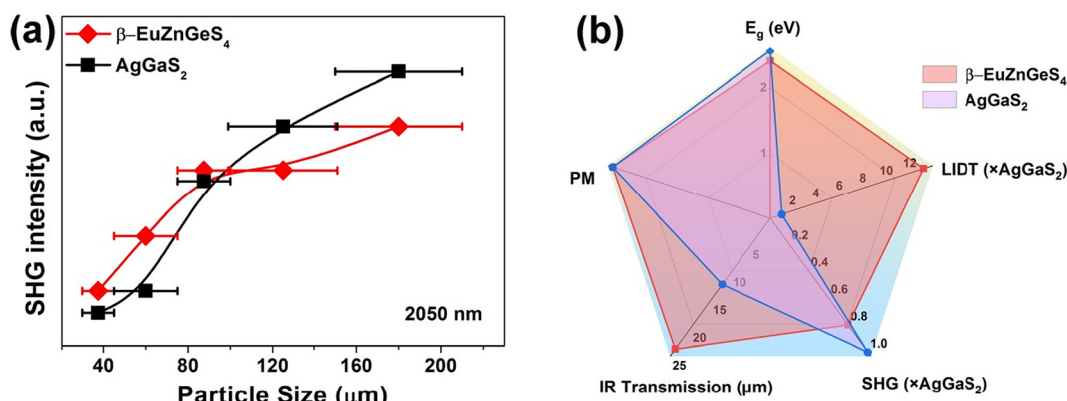 (a)
β–EuZnGeS4
AgGaS2
SHG intensity (a.u.)
2050 nm
40 80 120 160 200
Particle Size (μm)
(b)
Eg (eV)
β–EuZnGeS4
AgGaS2
2
1
LIDT (×AgGaS2)
2 4 6 8 10 12
PM
0.2
0.4
0.6
0.8
1.0
5
10
15
20
25
IR Transmission (μm)
SHG (×AgGaS2)